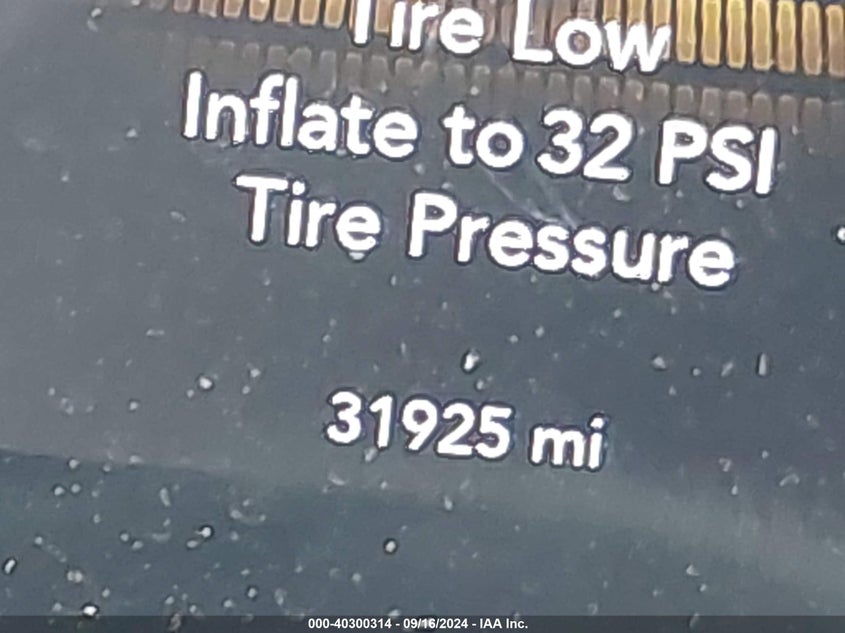 Tire Low
Inflate to 32 PSI
Tire Pressure
31925 mi
000-40300314 - 09/16/2024 - IAA Inc.